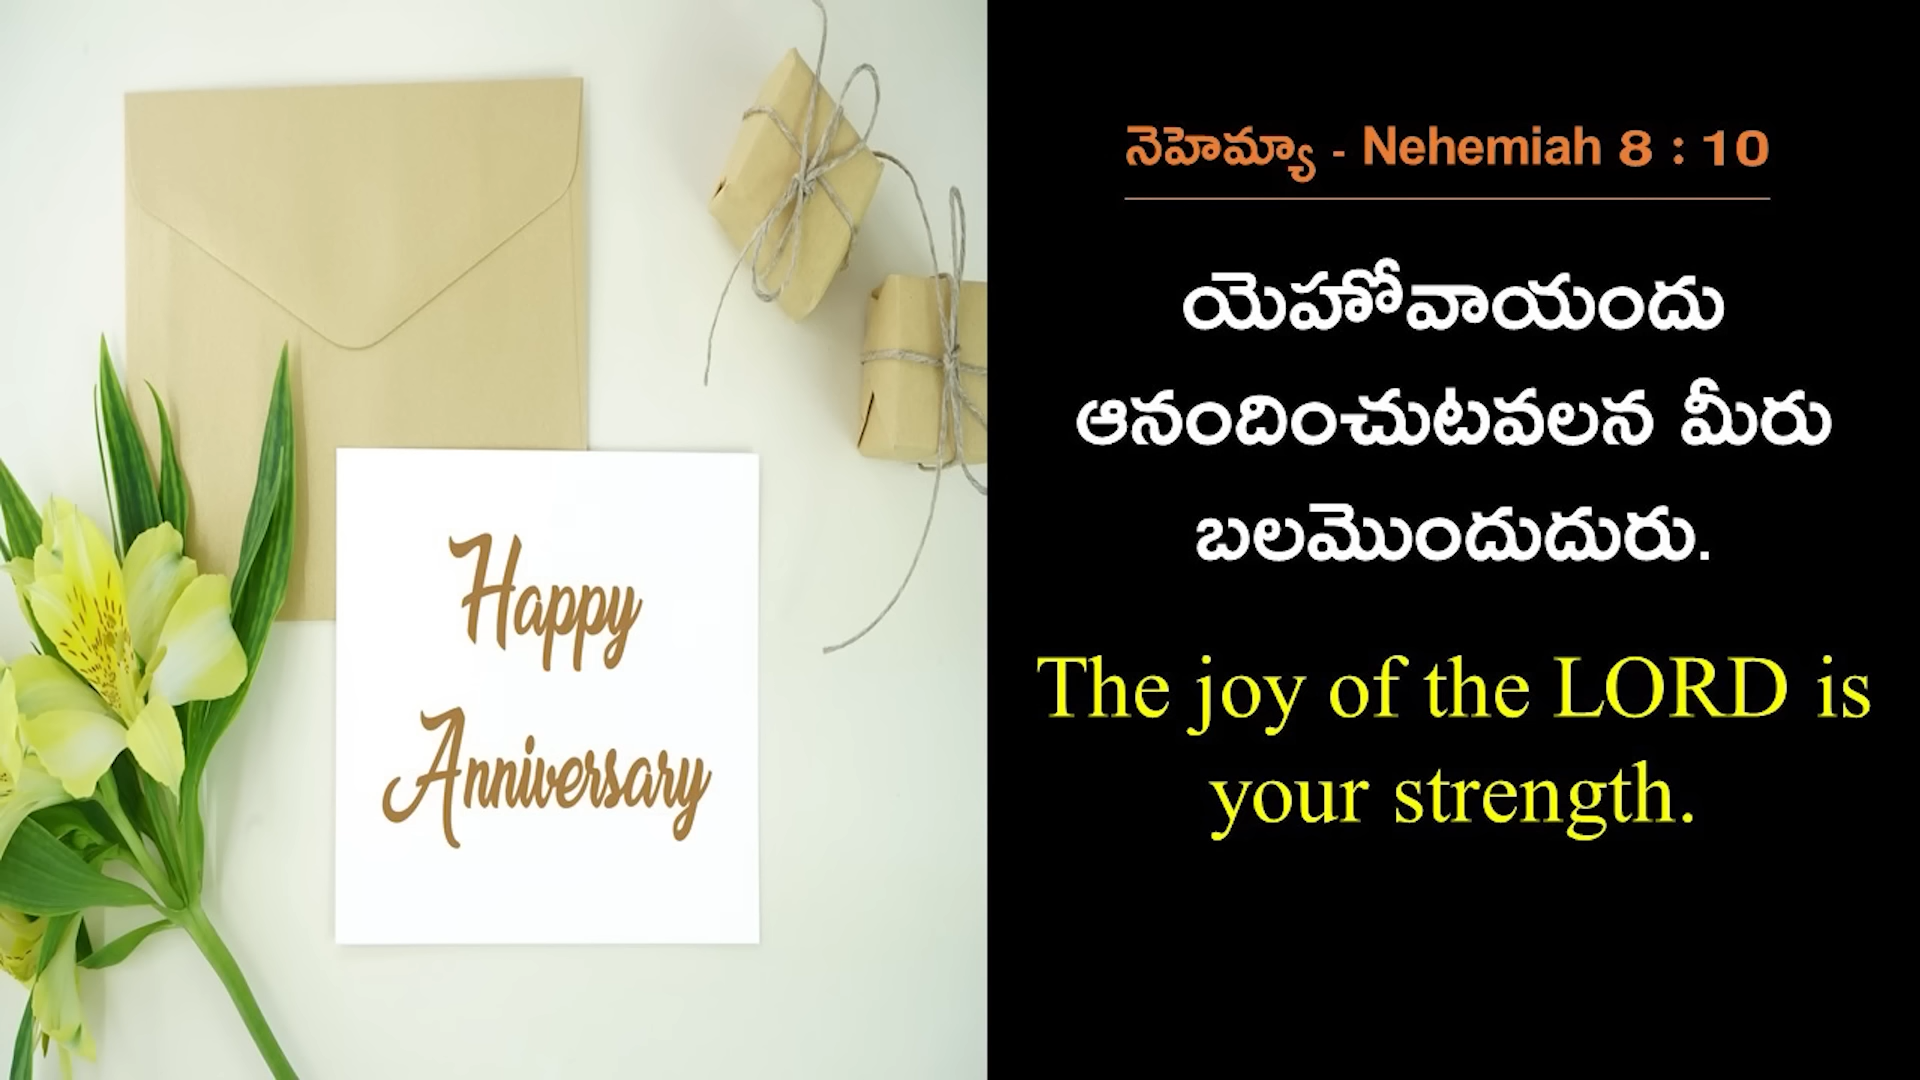 Happy
Anniversary
నెహెమ్యా - Nehemiah 8 : 10
యెహోవాయందు
ఆనందించుటవలన మీరు
బలమొందుదురు.
The joy of the LORD is
your strength.